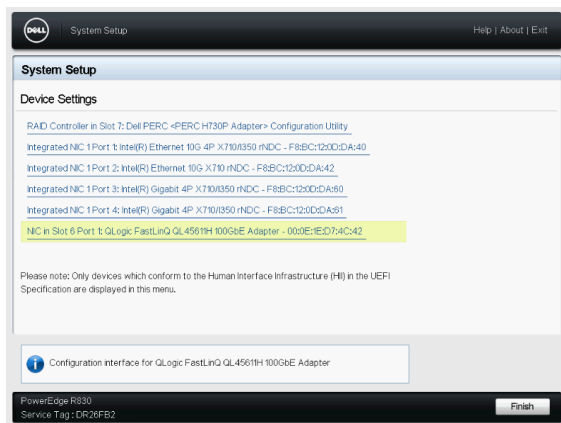 DELL
System Setup
Help | About | Exit
System Setup
Device Settings
RAID Controller in Slot 7: Dell PERC <PERC H730P Adapter> Configuration Utility
Integrated NIC 1 Port 1: Intel(R) Ethernet 10G 4P X710/I350 rNDC - F8:BC:12:0D:DA:40
Integrated NIC 1 Port 2: Intel(R) Ethernet 10G X710 rNDC - F8:BC:12:0D:DA:42
Integrated NIC 1 Port 3: Intel(R) Gigabit 4P X710/I350 rNDC - F8:BC:12:0D:DA:60
Integrated NIC 1 Port 4: Intel(R) Gigabit 4P X710/I350 rNDC - F8:BC:12:0D:DA:61
NIC in Slot 6 Port 1: QLogic FastLinQ QL45611H 100GbE Adapter - 00:0E:1E:D7:4C:42
Please note: Only devices which conform to the Human Interface Infrastructure (HII) in the UEFI
Specification are displayed in this menu.
Configuration interface for QLogic FastLinQ QL45611H 100GbE Adapter
PowerEdge R830
Service Tag : DR26FB2
Finish